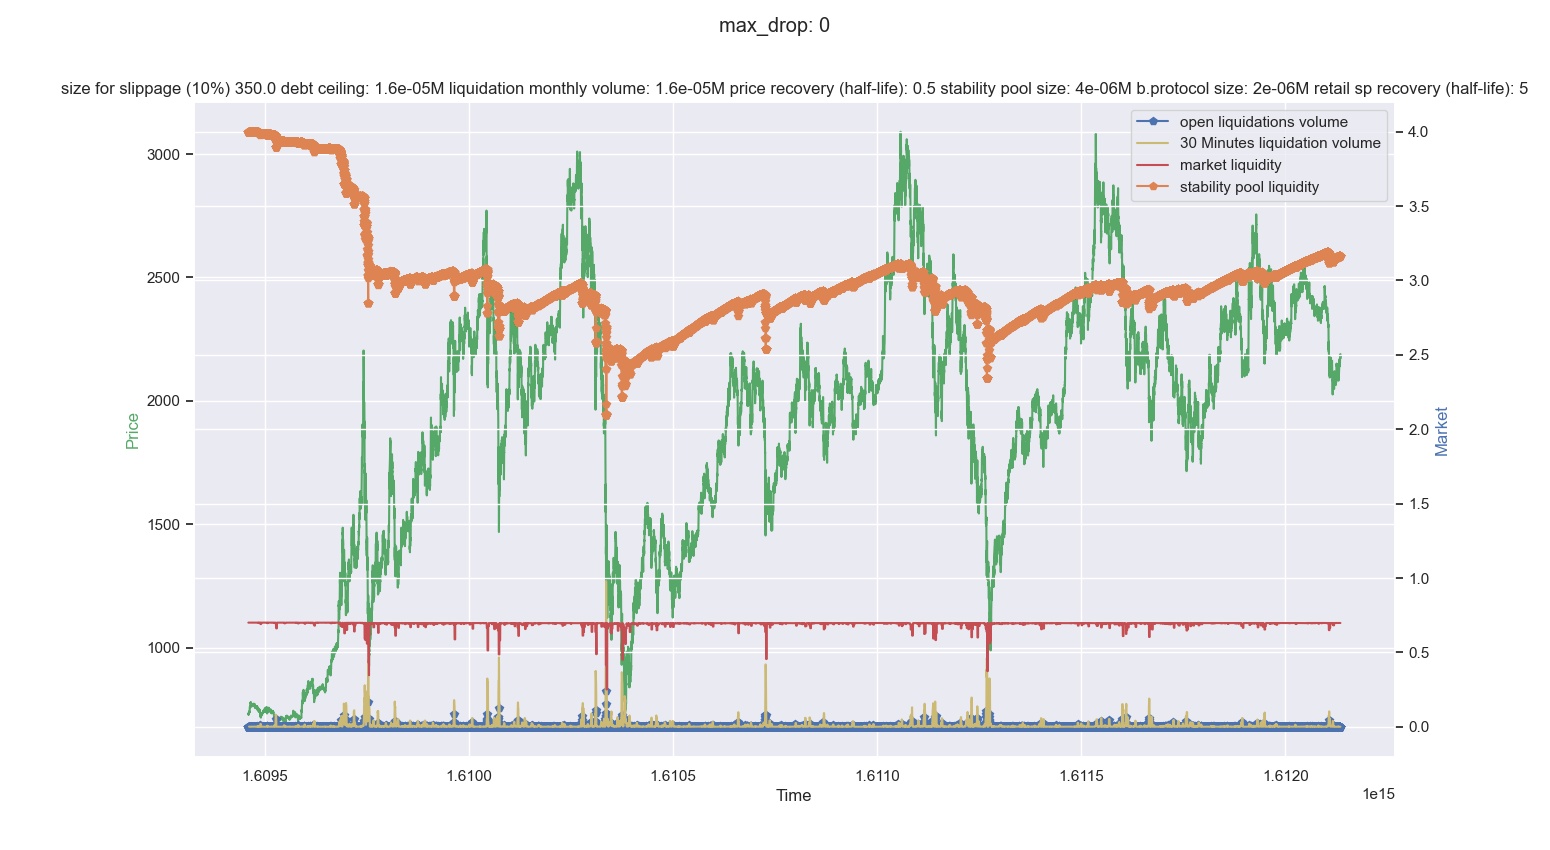 max_drop: 0
size for slippage (10%) 350.0 debt ceiling: 1.6e-05M liquidation monthly volume: 1.6e-05M price recovery (half-life): 0.5 stability pool size: 4e-06M b.protocol size: 2e-06M retail sp recovery (half-life): 5
open liquidations volume
30 Minutes liquidation volume
market liquidity
stability pool liquidity
3000
2500
2000
1500
1000
Price
4.0
3.5
3.0
2.5
2.0
1.5
1.0
0.5
0.0
Market
1.6095
1.6100
1.6105
1.6110
1.6115
1.6120
Time
1e15